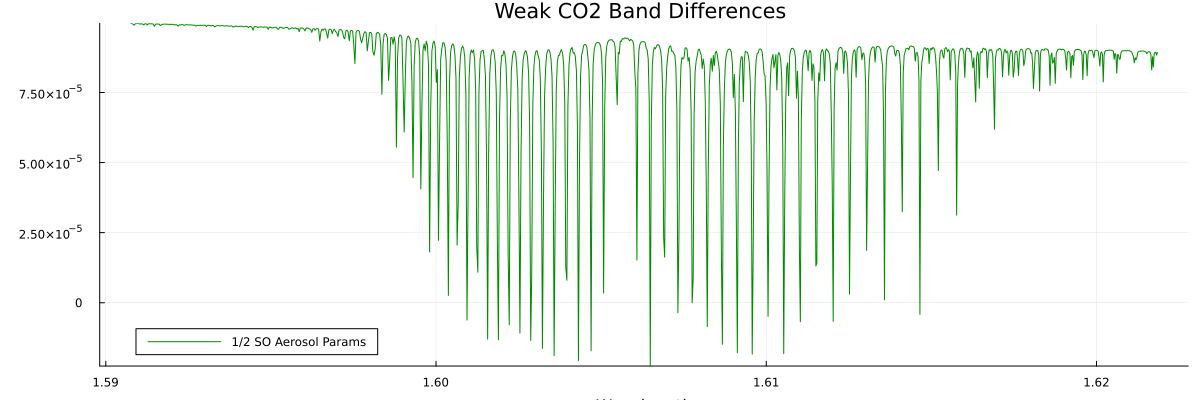 Weak CO2 Band Differences
7.50×10⁻⁵
5.00×10⁻⁵
2.50×10⁻⁵
0
1/2 SO Aerosol Params
1.59 1.60 1.61 1.62